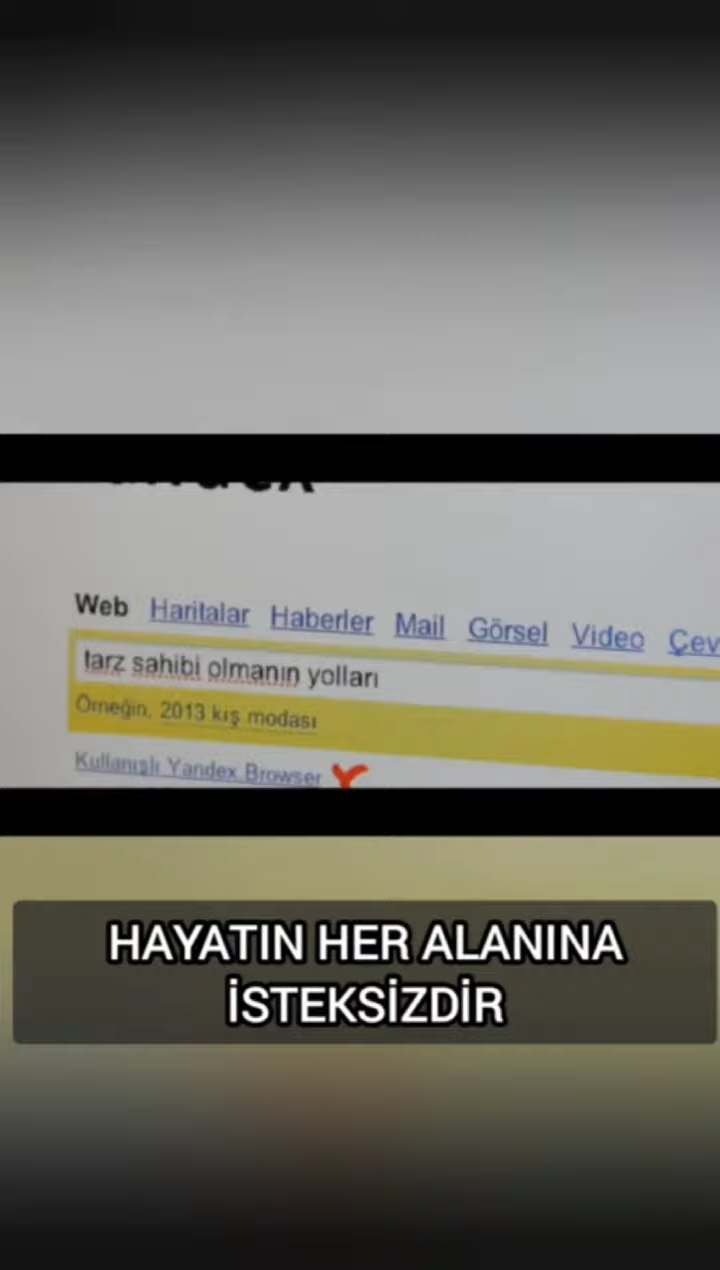 Web Haritalar Haberler Mail Görsel Video Çev
tarz sahibi olmanın yolları
Örneğin, 2013 kış modası
Kullanışlı Yandex.Browser
HAYATIN HER ALANINA
İSTEKSİZDİR